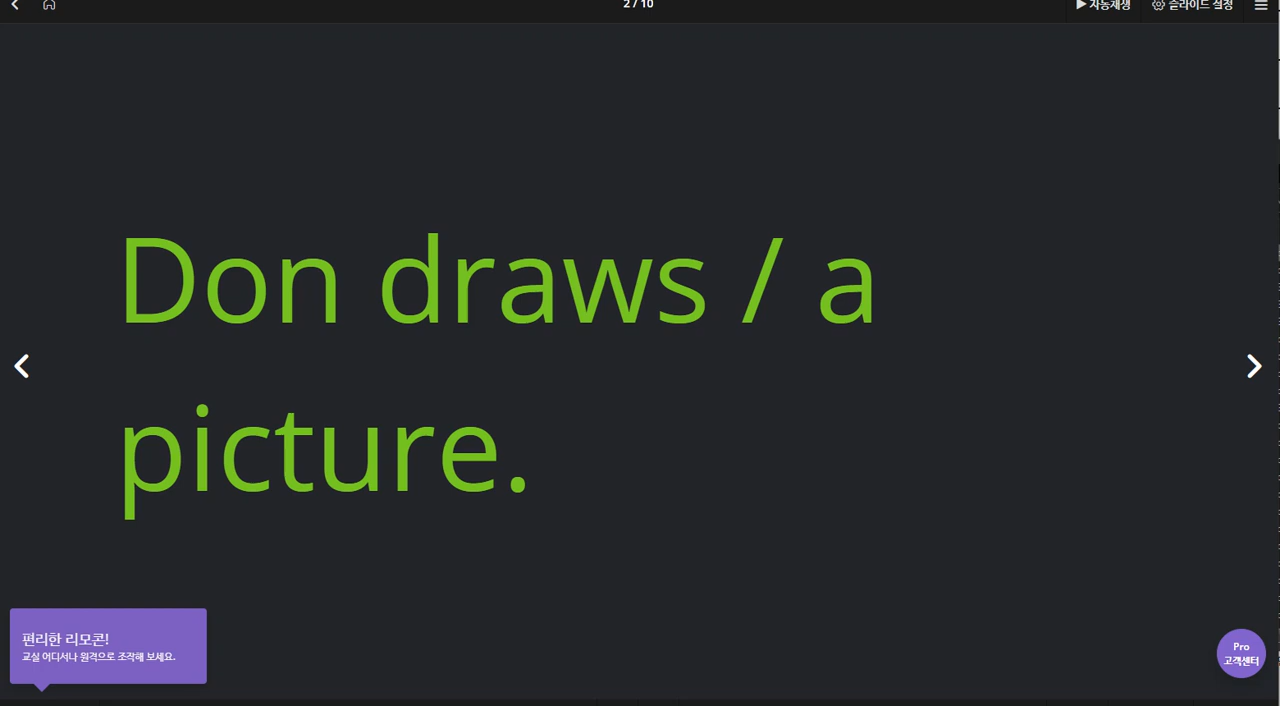 2 / 10
▶ 자동재생
슬라이드 설정
Don draws / a
picture.
편리한 리모콘!
교실 어디서나 원격으로 조작해 보세요.
Pro
고객센터